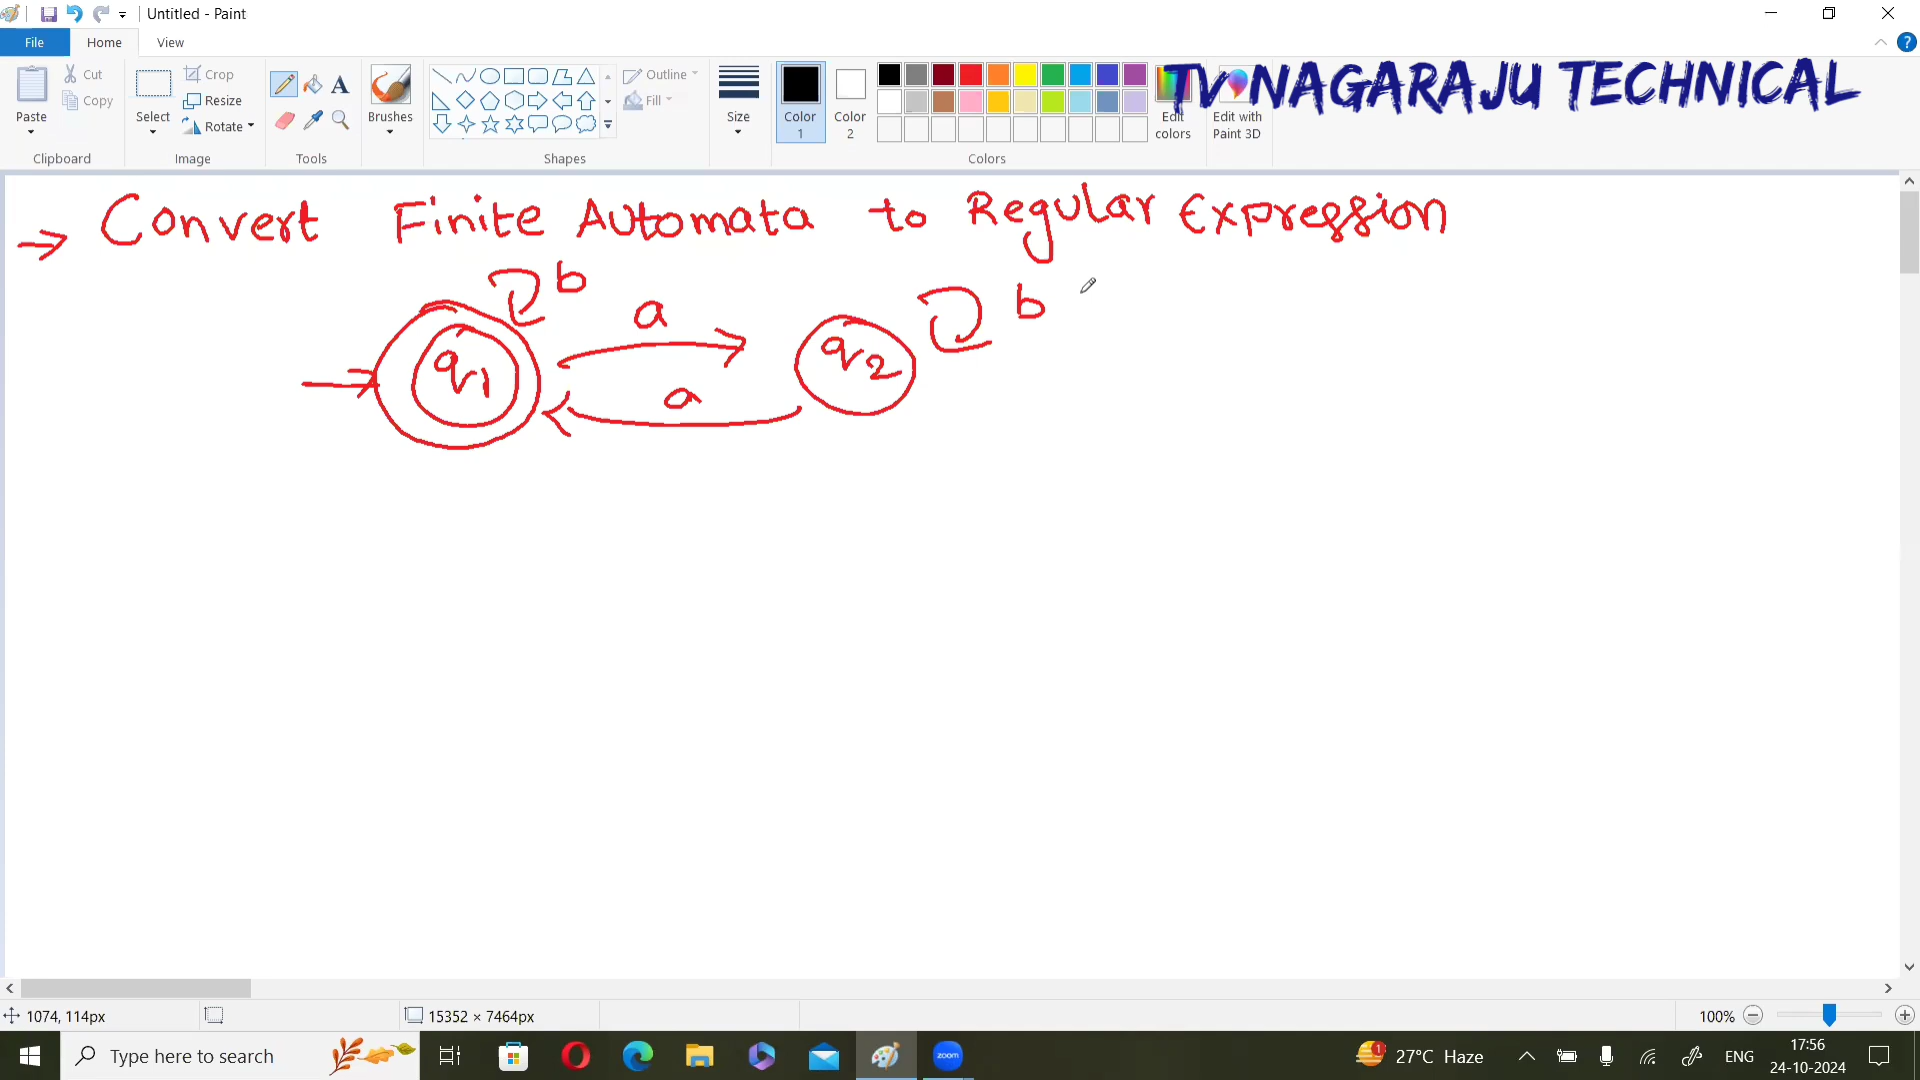 Untitled - Paint
File Home View
Paste Cut Copy Clipboard
Select Crop Resize Rotate Image
Tools
Brushes
Outline Fill Shapes
Size
Color 1 Color 2 Edit colors Colors
Edit with Paint 3D
TV NAGARAJU TECHNICAL
→ Convert Finite Automata to Regular Expression
b
a
b
q1
q2
a
1074, 114px
15352 × 7464px
100%
Type here to search
zoom
1
27°C Haze
ENG
17:56
24-10-2024